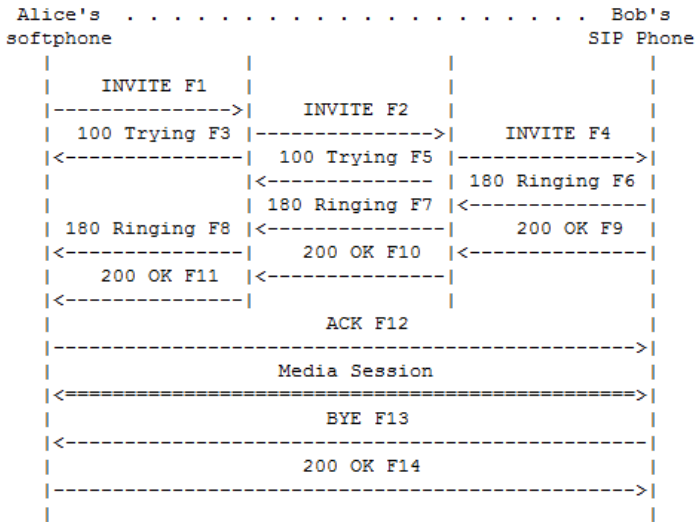 Alice's . . . . . . . . . . . . . . . . . . . . Bob's
softphone SIP Phone
| | | |
| INVITE F1 | | |
|--------------->| INVITE F2 | |
| 100 Trying F3 |--------------->| INVITE F4 |
|<---------------| 100 Trying F5 |--------------->|
| |<-------------- | 180 Ringing F6 |
| | 180 Ringing F7 |<---------------|
| 180 Ringing F8 |<---------------| 200 OK F9 |
|<---------------| 200 OK F10 |<---------------|
| 200 OK F11 |<---------------| |
|<---------------| | |
| ACK F12 |
|------------------------------------------------->|
| Media Session |
|<================================================>|
| BYE F13 |
|<-------------------------------------------------|
| 200 OK F14 |
|------------------------------------------------->|
| |